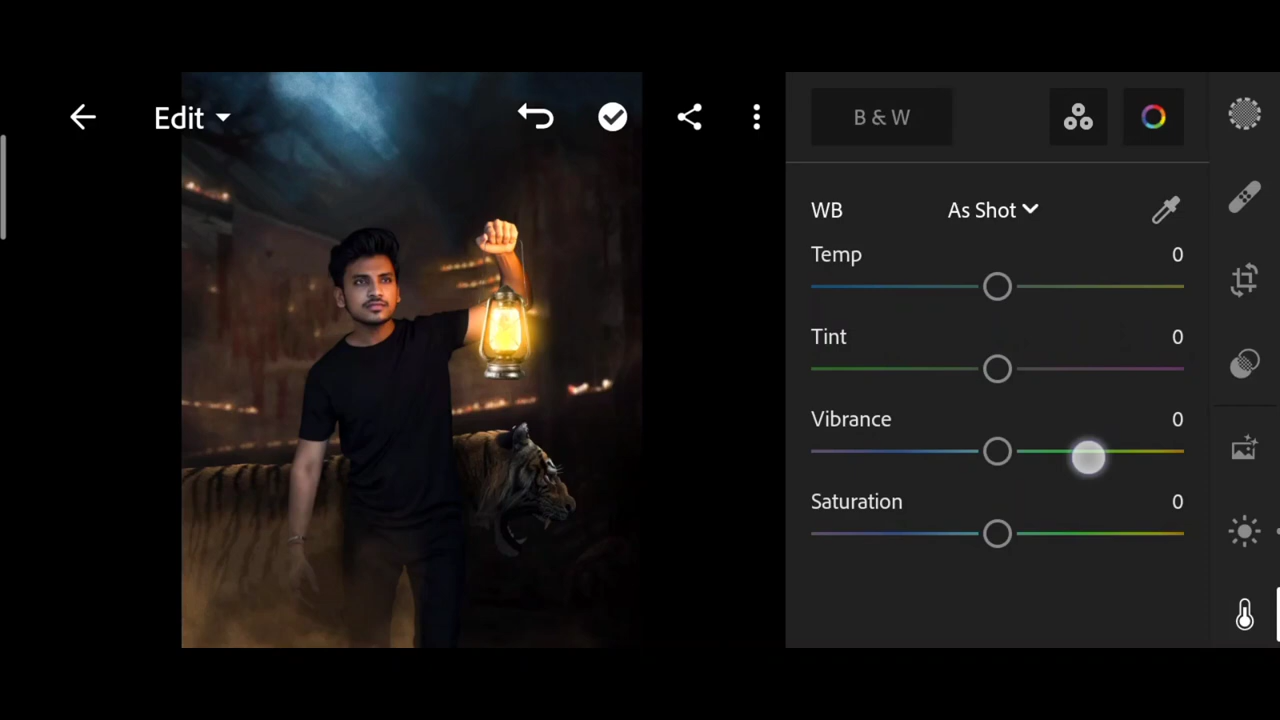 Edit
B & W
WB As Shot
Temp 0
Tint 0
Vibrance 0
Saturation 0